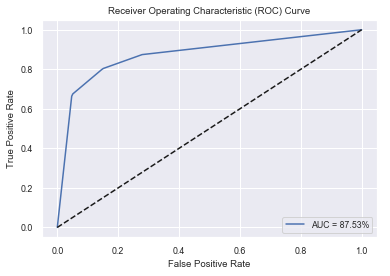 Receiver Operating Characteristic (ROC) Curve
1.0
0.8
0.6
0.4
0.2
0.0
True Positive Rate
AUC = 87.53%
0.0 0.2 0.4 0.6 0.8 1.0
False Positive Rate